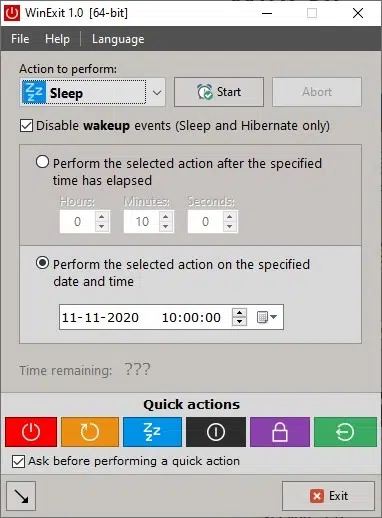 WinExit 1.0 [64-bit]
File Help Language
Action to perform:
Zzz Sleep Start Abort
Disable wakeup events (Sleep and Hibernate only)
Perform the selected action after the specified
time has elapsed
Hours: Minutes: Seconds:
0 10 0
Perform the selected action on the specified
date and time
11-11-2020 10:00:00
Time remaining: ???
Quick actions
Zzz
Ask before performing a quick action
Exit